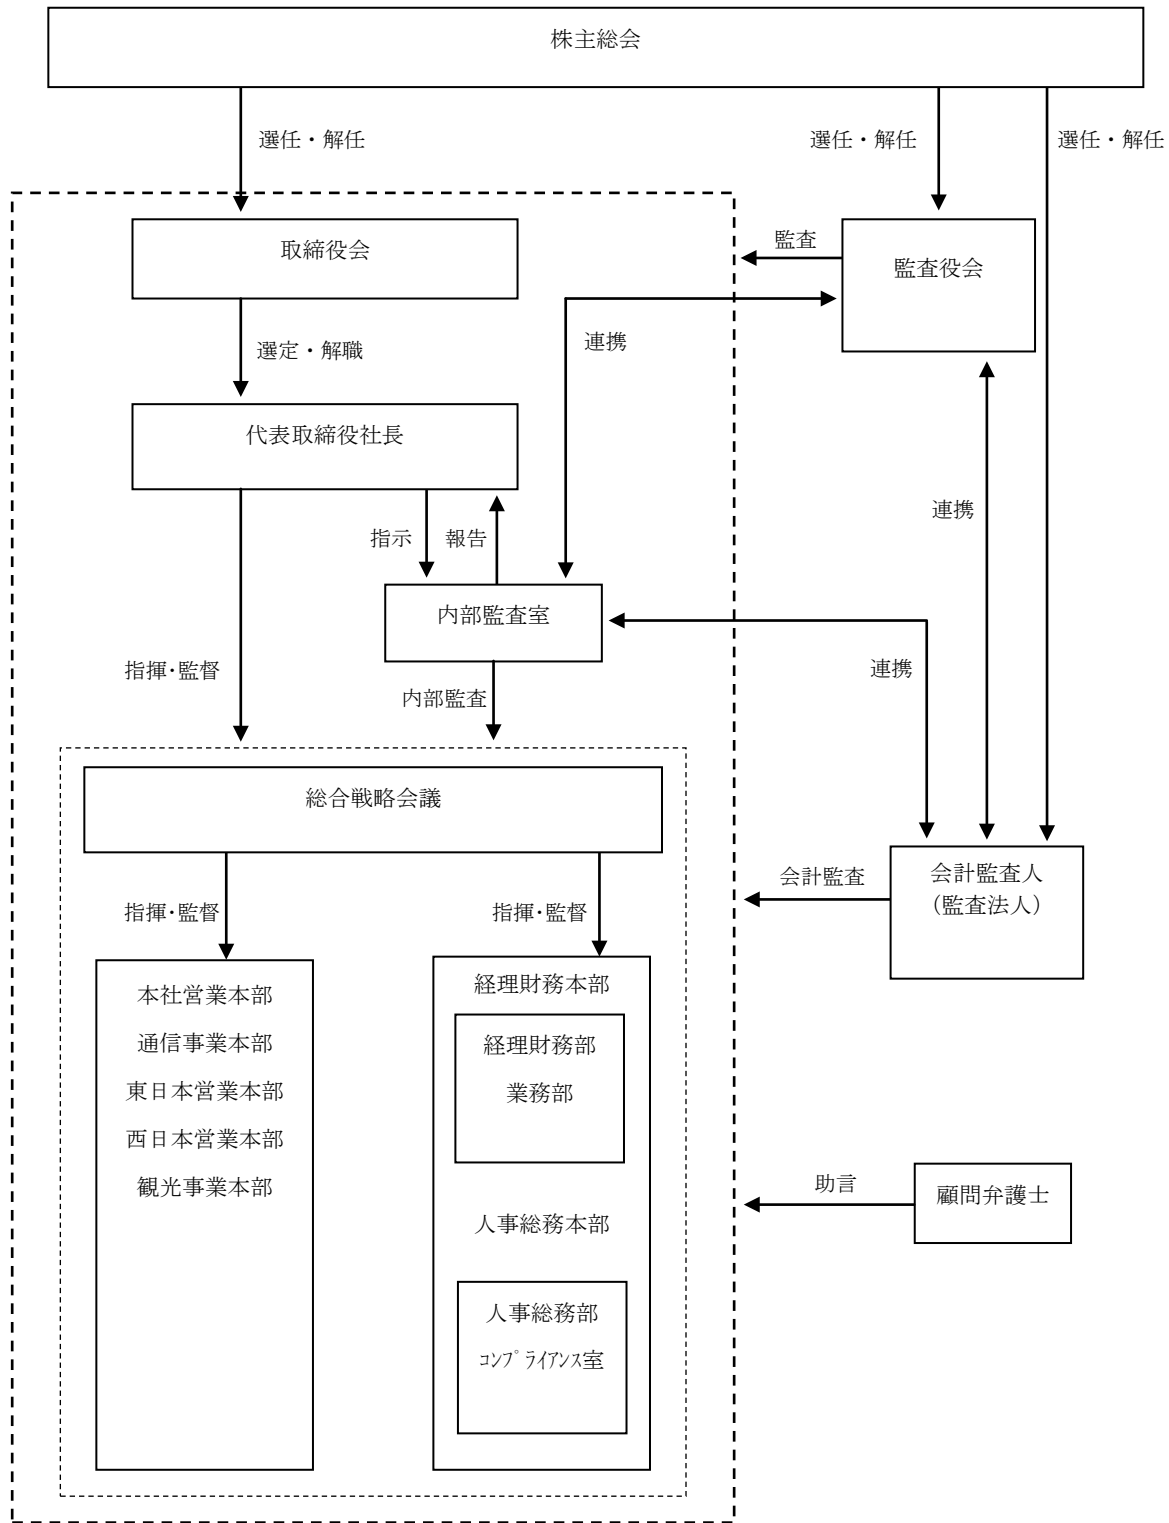 株主総会
選任・解任
選任・解任
選任・解任
取締役会
監査
監査役会
連携
選定・解職
代表取締役社長
連携
指示
報告
内部監査室
指揮・監督
内部監査
連携
総合戦略会議
会計監査
会計監査人
（監査法人）
指揮・監督
指揮・監督
本社営業本部
通信事業本部
東日本営業本部
西日本営業本部
観光事業本部
経理財務本部
経理財務部
業務部
助言
顧問弁護士
人事総務本部
人事総務部
ｺﾝﾌﾟﾗｲｱﾝｽ室